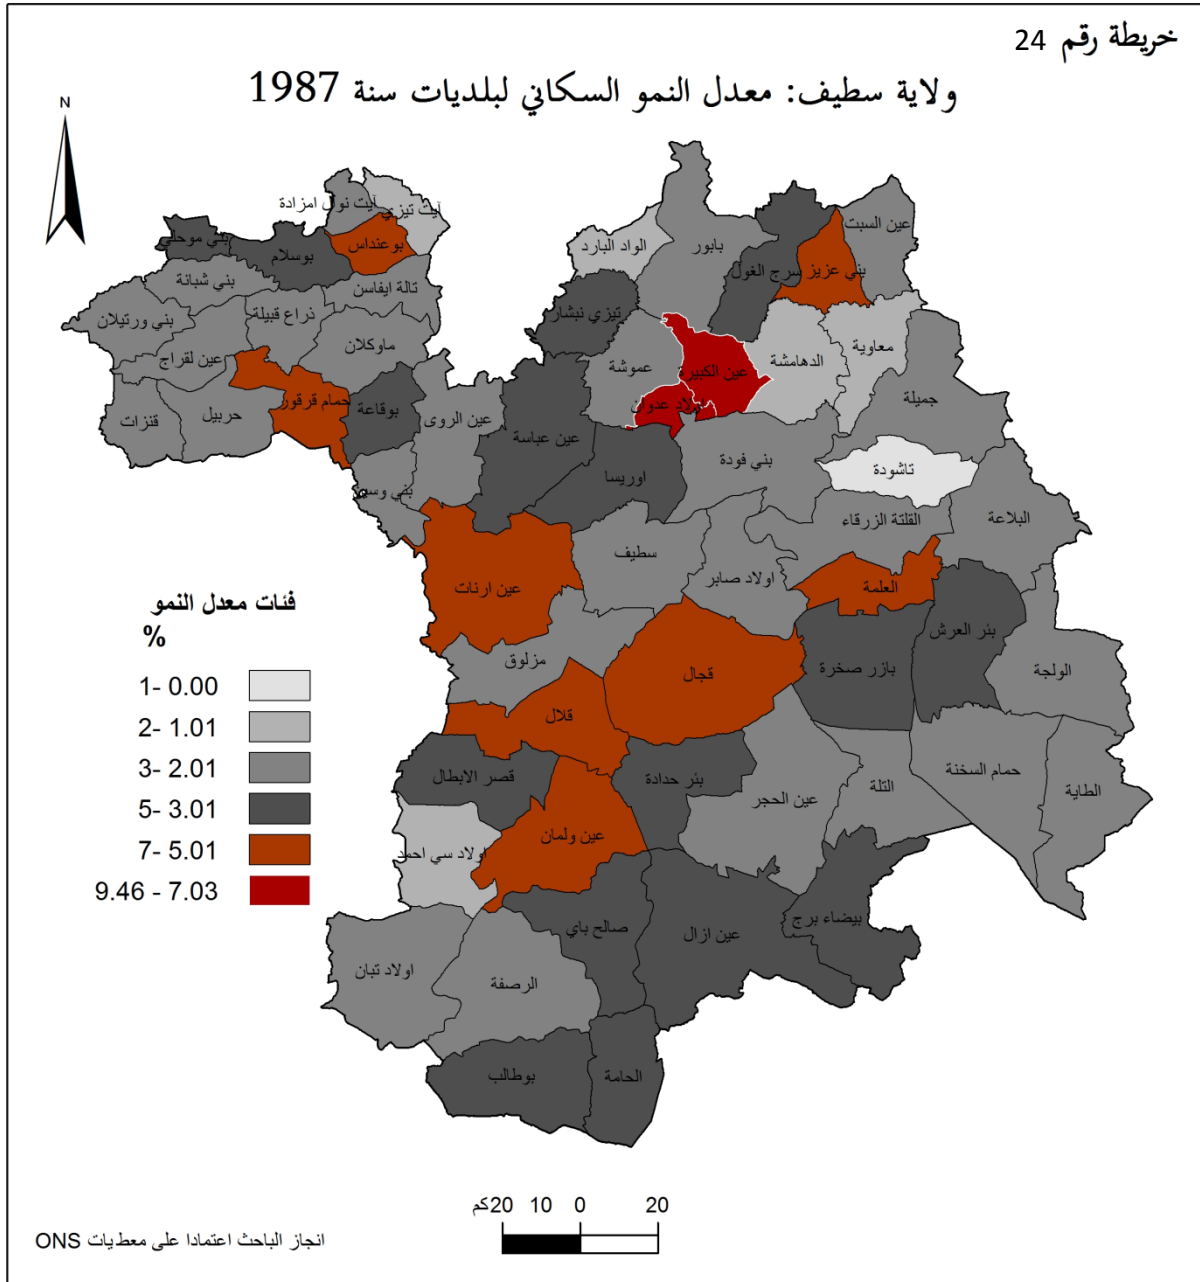 خريطة رقم 24
ولاية سطيف: معدل النمو السكاني لبلديات سنة 1987
N
آيت نوال امزادة
آيت تيزي
بوعنداس
بني موحلي
بوسلام
تالة ايفاسن
بني شبانة
ذراع قبيلة
بني ورتيلان
ماوكلان
عين لقراج
حمام قرقور
بوقاعة
حربيل
قنزات
عين الروى
عين عباسة
الواد البارد
بابور
سرج الغول
بني عزيز
عين السبت
تيزي نبشار
عموشة
عين الكبيرة
اولاد عدوان
الدهامشة
معاوية
جميلة
اوريسا
بني فودة
تاشودة
القلتة الزرقاء
البلاعة
سطيف
اولاد صابر
العلمة
عين ارنات
بئر العرش
الولجة
بازر صخرة
مزلوق
قجال
قلال
قصر الابطال
بئر حدادة
عين الحجر
التلة
حمام السخنة
الطاية
عين ولمان
اولاد سي احمد
صالح باي
عين ازال
بيضاء برج
اولاد تبان
الرصفة
بوطالب
الحامة
فئات معدل النمو
%
1- 0.00
2- 1.01
3- 2.01
5- 3.01
7- 5.01
9.46 - 7.03
كم20 10 0 20
انجاز الباحث اعتمادا على معطيات ONS